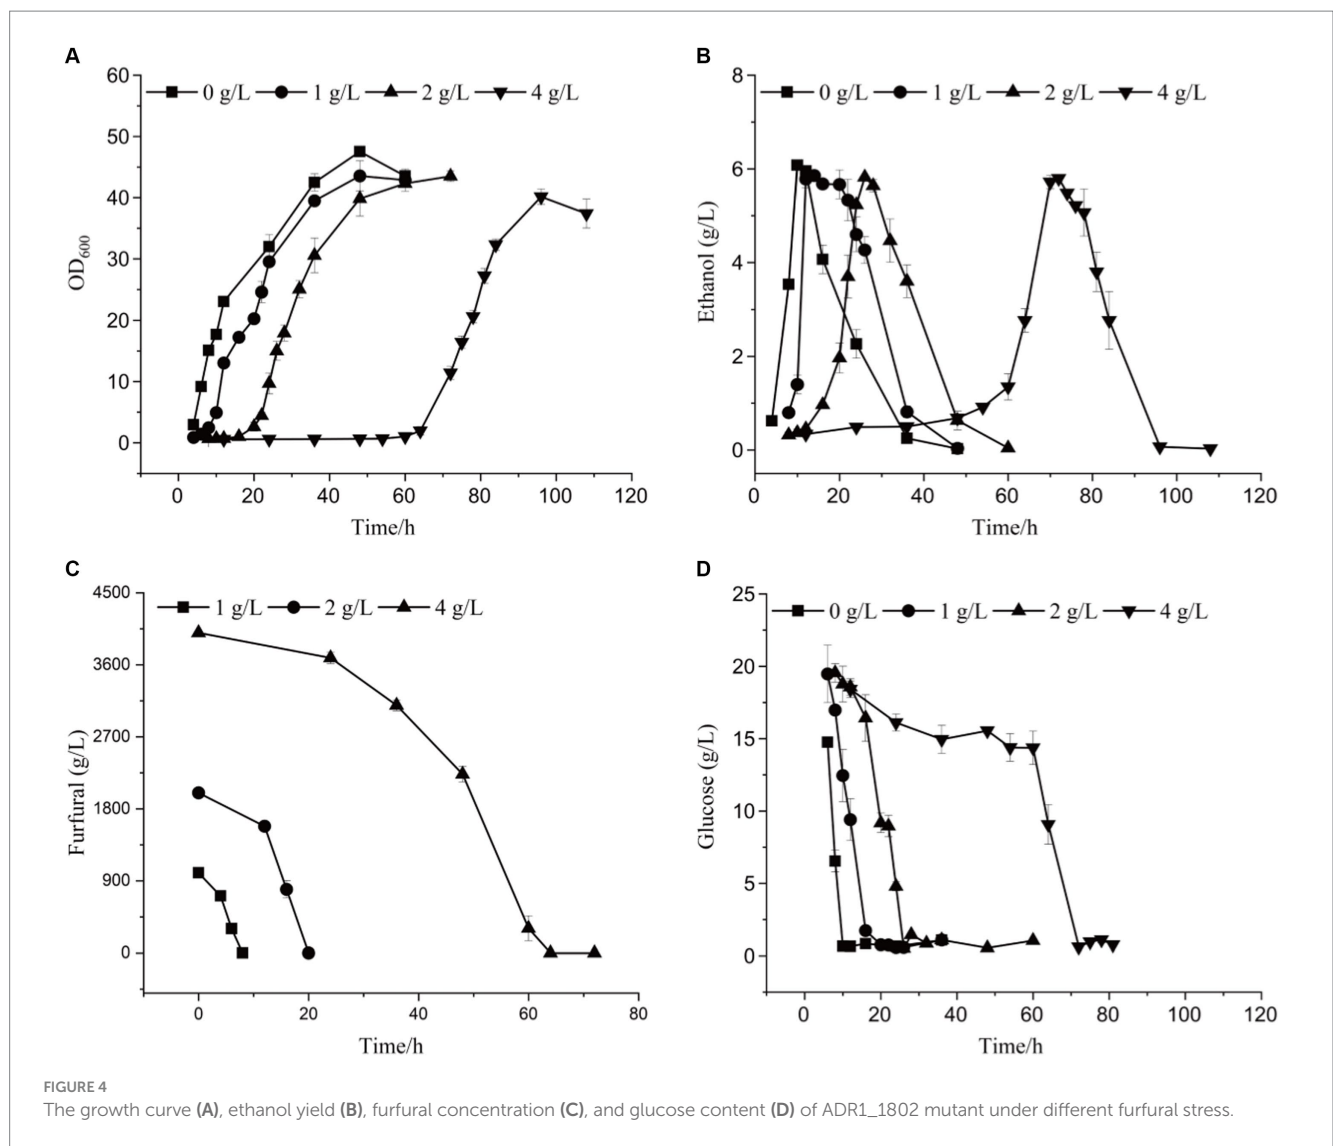 A
0 g/L 1 g/L 2 g/L 4 g/L
60
50
40
30
20
10
0
OD600
0 20 40 60 80 100 120
Time/h
B
0 g/L 1 g/L 2 g/L 4 g/L
8
6
4
2
0
Ethanol (g/L)
0 20 40 60 80 100 120
Time/h
C
1 g/L 2 g/L 4 g/L
4500
3600
2700
1800
900
0
Furfural (g/L)
0 20 40 60 80
Time/h
D
0 g/L 1 g/L 2 g/L 4 g/L
25
20
15
10
5
0
Glucose (g/L)
0 20 40 60 80 100 120
Time/h
FIGURE 4
The growth curve (A), ethanol yield (B), furfural concentration (C), and glucose content (D) of ADR1_1802 mutant under different furfural stress.